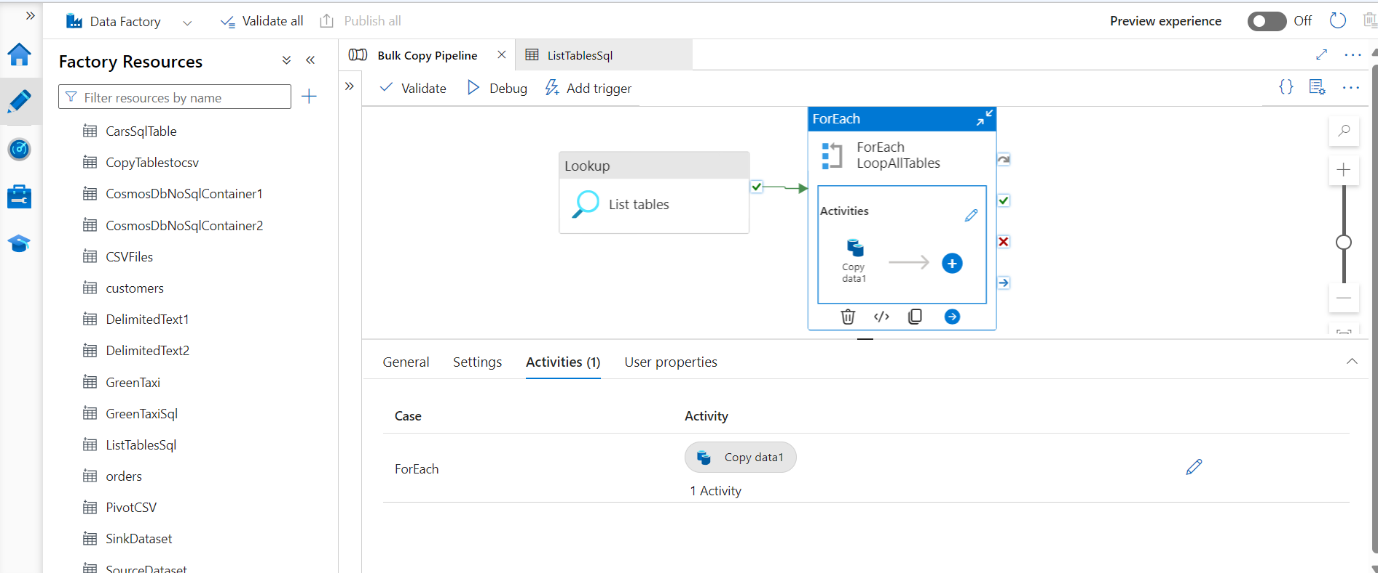 Data Factory
Validate all
Publish all
Preview experience
Off
Factory Resources
Filter resources by name
CarsSqlTable
CopyTablestocsv
CosmosDbNoSqlContainer1
CosmosDbNoSqlContainer2
CSVFiles
customers
DelimitedText1
DelimitedText2
GreenTaxi
GreenTaxiSql
ListTablesSql
orders
PivotCSV
SinkDataset
SourceDataset
Bulk Copy Pipeline
ListTablesSql
Validate
Debug
Add trigger
Lookup
List tables
ForEach
ForEach
LoopAllTables
Activities
Copy
data1
General
Settings
Activities (1)
User properties
Case
Activity
ForEach
Copy data1
1 Activity